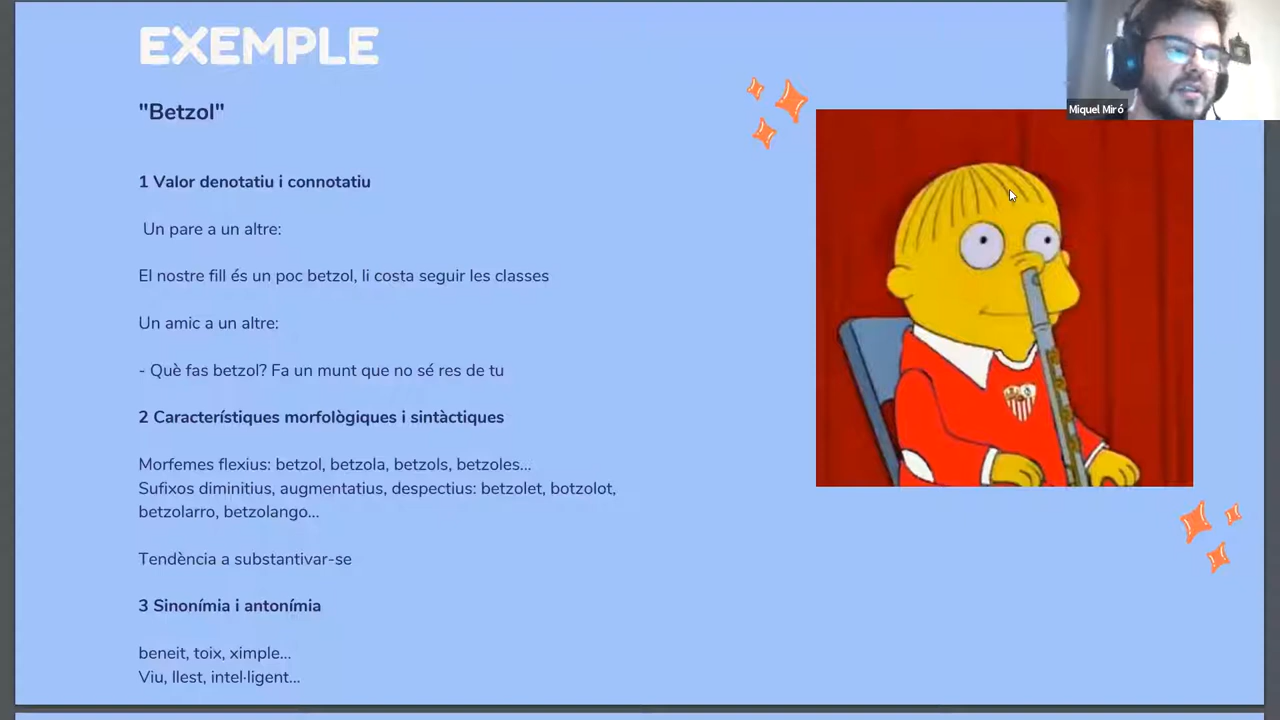 EXEMPLE
"Betzol"
1 Valor denotatiu i connotatiu
Un pare a un altre:
El nostre fill és un poc betzol, li costa seguir les classes
Un amic a un altre:
- Què fas betzol? Fa un munt que no sé res de tu
2 Característiques morfològiques i sintàctiques
Morfemes flexius: betzol, betzola, betzols, betzoles...
Sufixos diminitius, augmentatius, despectius: betzolet, botzolot,
betzolarro, betzolango...
Tendència a substantivar-se
3 Sinonímia i antonímia
beneit, toix, ximple...
Viu, llest, intel·ligent...
Miquel Miró